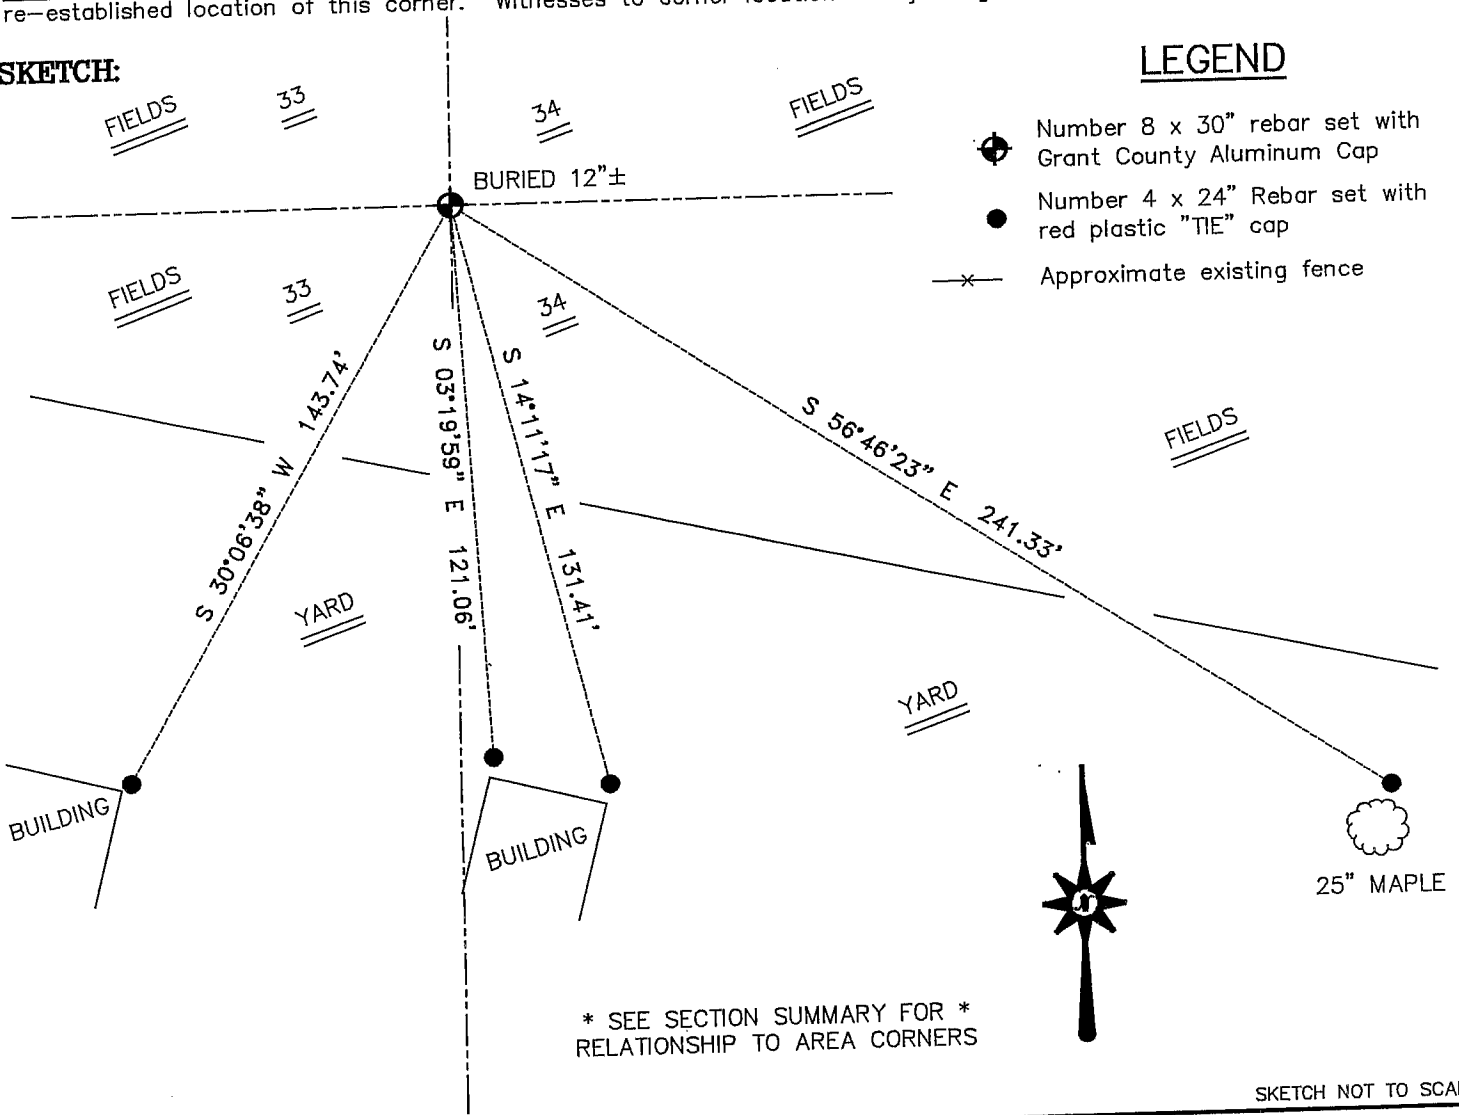 re-established location of this corner. Witnesses to corner location
SKETCH:
LEGEND
FIELDS
33
34
FIELDS
Number 8 x 30" rebar set with
Grant County Aluminum Cap
BURIED 12"±
Number 4 x 24" Rebar set with
red plastic "TIE" cap
Approximate existing fence
FIELDS
33
34
S 30°06'38" W 143.74'
S 03°19'59" E 121.06'
S 14°11'17" E 131.41'
S 56°46'23" E 241.33'
FIELDS
YARD
YARD
BUILDING
BUILDING
N
25" MAPLE
* SEE SECTION SUMMARY FOR *
RELATIONSHIP TO AREA CORNERS
SKETCH NOT TO